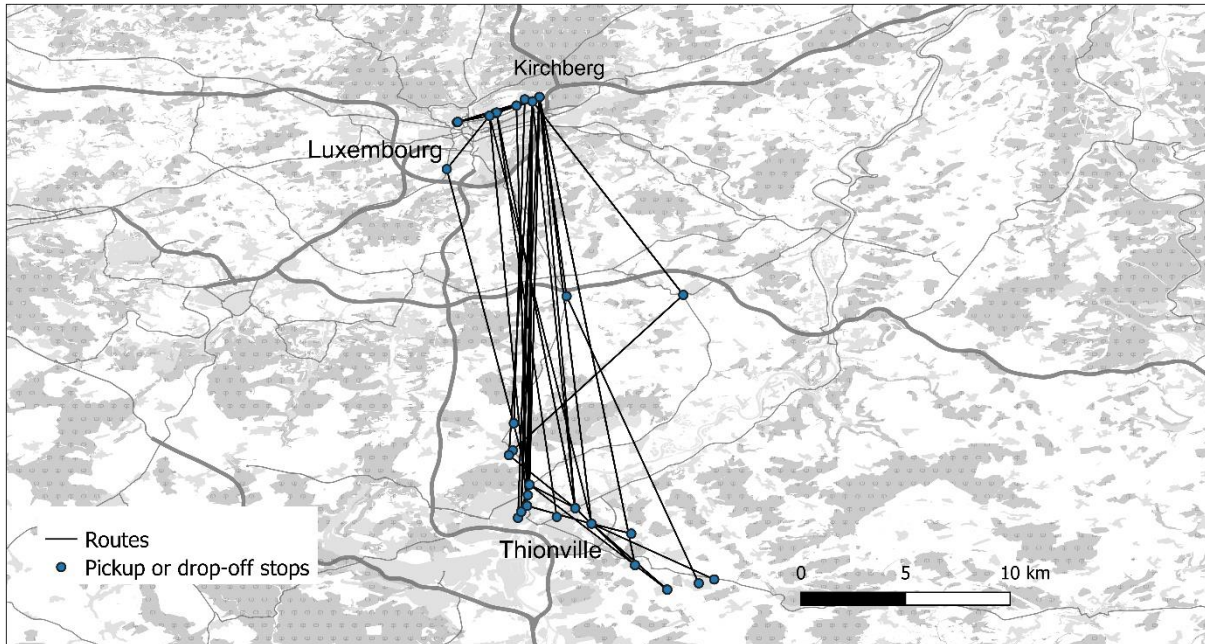 Kirchberg
Luxembourg
Thionville
Routes
Pickup or drop-off stops
0 5 10 km